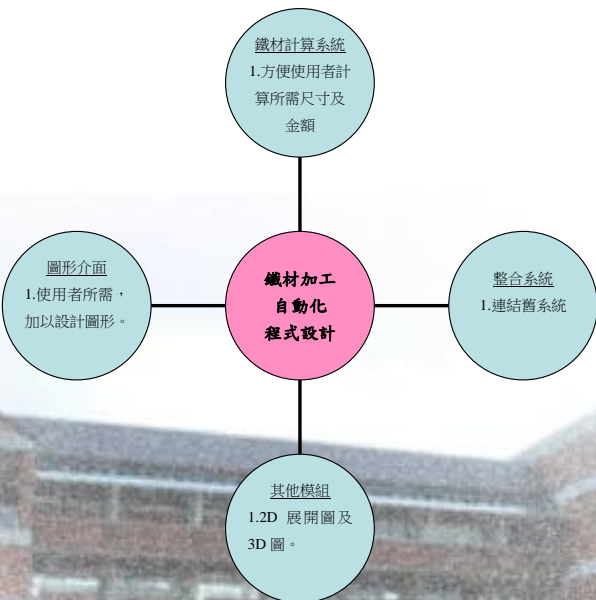 鐵材計算系統
1.方便使用者計
算所需尺寸及
金額
圖形介面
1.使用者所需，
加以設計圖形。
鐵材加工
自動化
程式設計
整合系統
1.連結舊系統
其他模組
1.2D 展開圖及
3D 圖。